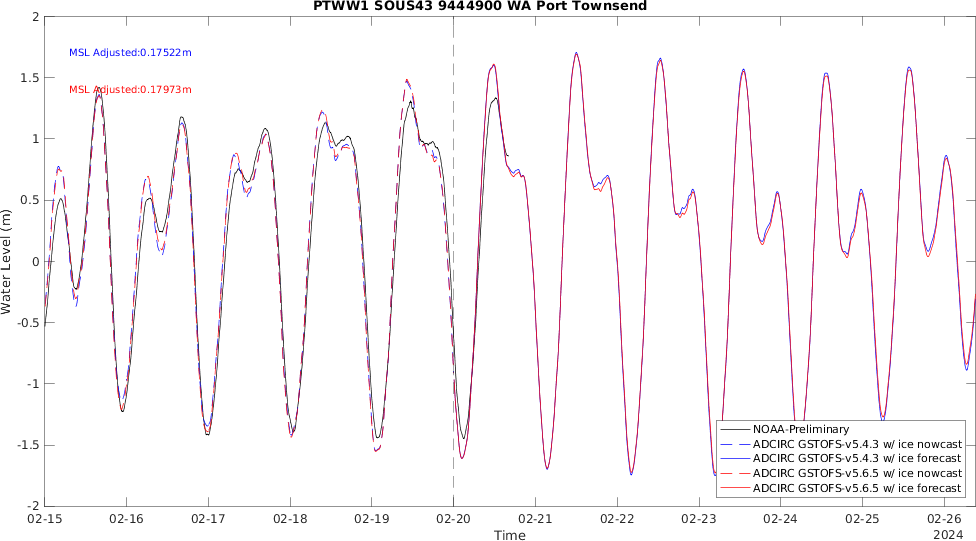 PTWW1 SOUS43 9444900 WA Port Townsend
2
1.5
1
0.5
0
-0.5
-1
-1.5
-2
Water Level (m)
MSL Adjusted:0.17522m
MSL Adjusted:0.17973m
NOAA-Preliminary
ADCIRC GSTOFS-v5.4.3 w/ ice nowcast
ADCIRC GSTOFS-v5.4.3 w/ ice forecast
ADCIRC GSTOFS-v5.6.5 w/ ice nowcast
ADCIRC GSTOFS-v5.6.5 w/ ice forecast
02-15 02-16 02-17 02-18 02-19 02-20 02-21 02-22 02-23 02-24 02-25 02-26
Time
2024